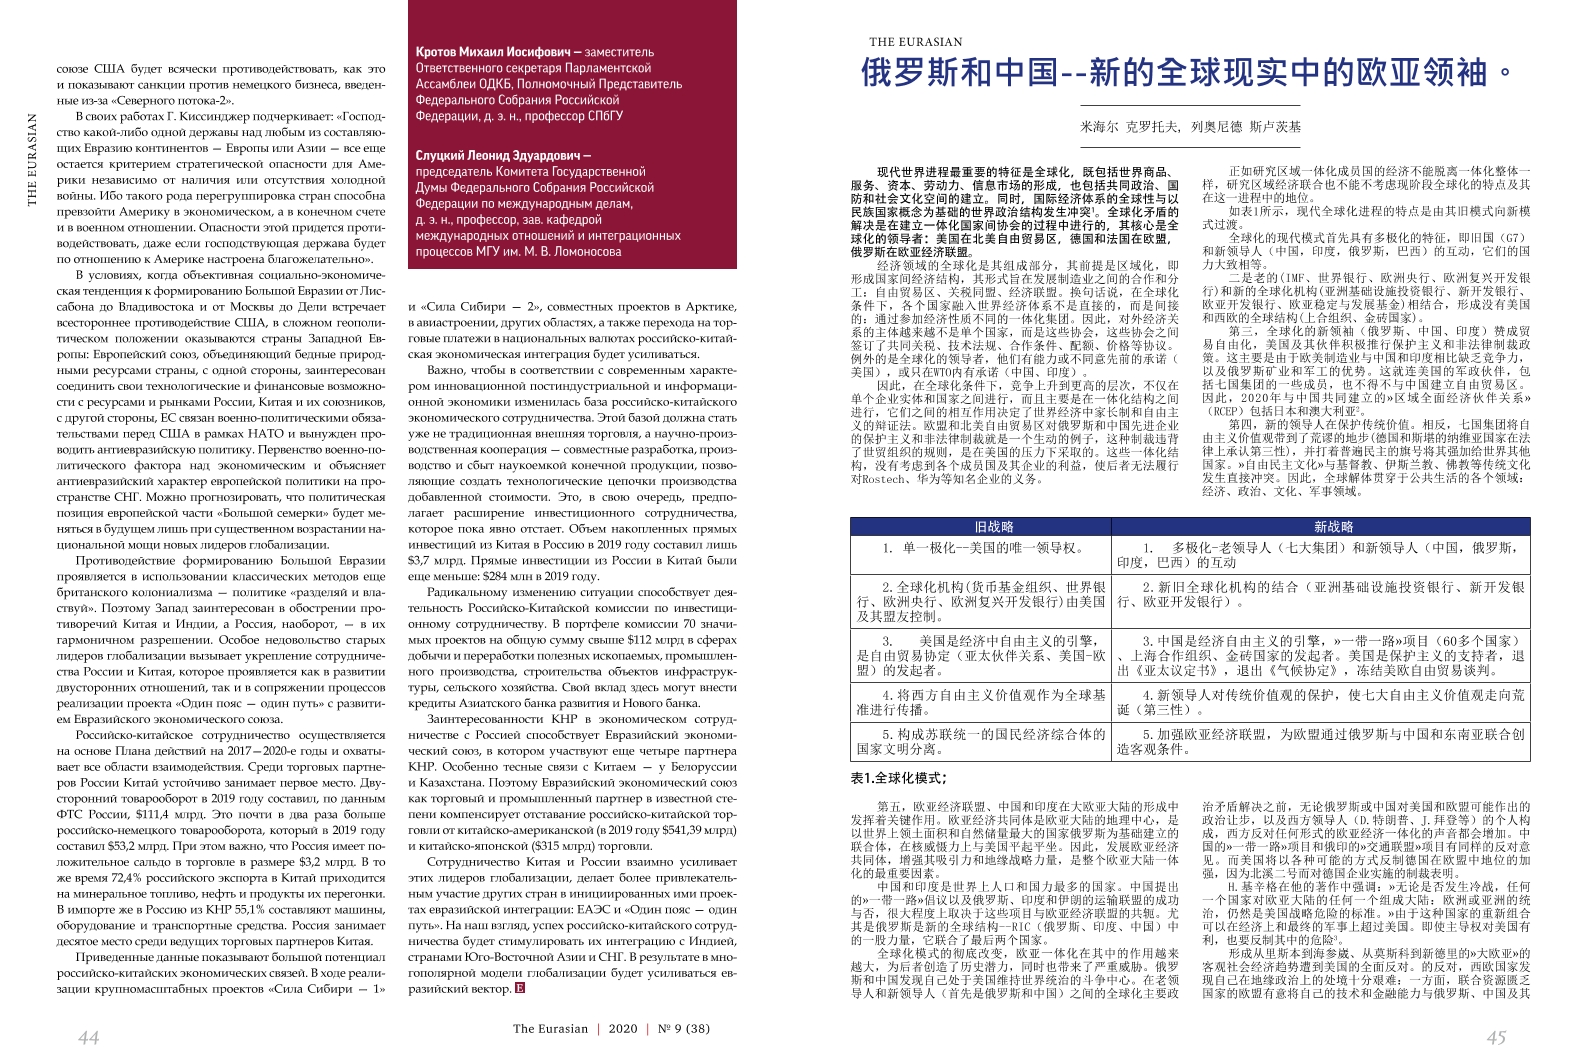 THE EURASIAN
союзе США будет всячески противодействовать, как это
и показывают санкции против немецкого бизнеса, введен-
ные из-за «Северного потока-2».
В своих работах Г. Киссинджер подчеркивает: «Господ-
ство какой-либо одной державы над любым из составляю-
щих Евразию континентов — Европы или Азии — все еще
остается критерием стратегической опасности для Аме-
рики независимо от наличия или отсутствия холодной
войны. Ибо такого рода перегруппировка стран способна
превзойти Америку в экономическом, а в конечном счете
и в военном отношении. Опасности этой придется проти-
водействовать, даже если господствующая держава будет
по отношению к Америке настроена благожелательно».
В условиях, когда объективная социально-экономиче-
ская тенденция к формированию Большой Евразии от Лис-
сабона до Владивостока и от Москвы до Дели встречает
всестороннее противодействие США, в сложном геополи-
тическом положении оказываются страны Западной Ев-
ропы: Европейский союз, объединяющий бедные природ-
ными ресурсами страны, с одной стороны, заинтересован
соединить свои технологические и финансовые возможно-
сти с ресурсами и рынками России, Китая и их союзников,
с другой стороны, ЕС связан военно-политическими обяза-
тельствами перед США в рамках НАТО и вынужден про-
водить антиевразийскую политику. Первенство военно-по-
литического фактора над экономическим и объясняет
антиевразийский характер европейской политики на про-
странстве СНГ. Можно прогнозировать, что политическая
позиция европейской части «Большой семерки» будет ме-
няться в будущем лишь при существенном возрастании на-
циональной мощи новых лидеров глобализации.
Противодействие формированию Большой Евразии
проявляется в использовании классических методов еще
британского колониализма — политике «разделяй и вла-
ствуй». Поэтому Запад заинтересован в обострении про-
тиворечий Китая и Индии, а Россия, наоборот, — в их
гармоничном разрешении. Особое недовольство старых
лидеров глобализации вызывает укрепление сотрудниче-
ства России и Китая, которое проявляется как в развитии
двусторонних отношений, так и в сопряжении процессов
реализации проекта «Один пояс — один путь» с развити-
ем Евразийского экономического союза.
Российско-китайское сотрудничество осуществляется
на основе Плана действий на 2017—2020-е годы и охваты-
вает все области взаимодействия. Среди торговых партне-
ров России Китай устойчиво занимает первое место. Дву-
сторонний товарооборот в 2019 году составил, по данным
ФТС России, $111,4 млрд. Это почти в два раза больше
российско-немецкого товарооборота, который в 2019 году
составил $53,2 млрд. При этом важно, что Россия имеет по-
ложительное сальдо в торговле в размере $3,2 млрд. В то
же время 72,4% российского экспорта в Китай приходится
на минеральное топливо, нефть и продукты их перегонки.
В импорте же в Россию из КНР 55,1% составляют машины,
оборудование и транспортные средства. Россия занимает
десятое место среди ведущих торговых партнеров Китая.
Приведенные данные показывают большой потенциал
российско-китайских экономических связей. В ходе реали-
зации крупномасштабных проектов «Сила Сибири — 1»
Кротов Михаил Иосифович — заместитель
Ответственного секретаря Парламентской
Ассамблеи ОДКБ, Полномочный Представитель
Федерального Собрания Российской
Федерации, д. э. н., профессор СПбГУ
Слуцкий Леонид Эдуардович —
председатель Комитета Государственной
Думы Федерального Собрания Российской
Федерации по международным делам,
д. э. н., профессор, зав. кафедрой
международных отношений и интеграционных
процессов МГУ им. М. В. Ломоносова
и «Сила Сибири — 2», совместных проектов в Арктике,
в авиастроении, других областях, а также перехода на тор-
говые платежи в национальных валютах российско-китай-
ская экономическая интеграция будет усиливаться.
Важно, чтобы в соответствии с современным характе-
ром инновационной постиндустриальной и информаци-
онной экономики изменилась база российско-китайского
экономического сотрудничества. Этой базой должна стать
уже не традиционная внешняя торговля, а научно-произ-
водственная кооперация — совместные разработка, произ-
водство и сбыт наукоемкой конечной продукции, позво-
ляющие создать технологические цепочки производства
добавленной стоимости. Это, в свою очередь, предпо-
лагает расширение инвестиционного сотрудничества,
которое пока явно отстает. Объем накопленных прямых
инвестиций из Китая в Россию в 2019 году составил лишь
$3,7 млрд. Прямые инвестиции из России в Китай были
еще меньше: $284 млн в 2019 году.
Радикальному изменению ситуации способствует дея-
тельность Российско-Китайской комиссии по инвестици-
онному сотрудничеству. В портфеле комиссии 70 значи-
мых проектов на общую сумму свыше $112 млрд в сферах
добычи и переработки полезных ископаемых, промышлен-
ного производства, строительства объектов инфраструк-
туры, сельского хозяйства. Свой вклад здесь могут внести
кредиты Азиатского банка развития и Нового банка.
Заинтересованности КНР в экономическом сотруд-
ничестве с Россией способствует Евразийский экономи-
ческий союз, в котором участвуют еще четыре партнера
КНР. Особенно тесные связи с Китаем — у Белоруссии
и Казахстана. Поэтому Евразийский экономический союз
как торговый и промышленный партнер в известной сте-
пени компенсирует отставание российско-китайской тор-
говли от китайско-американской (в 2019 году $541,39 млрд)
и китайско-японской ($315 млрд) торговли.
Сотрудничество Китая и России взаимно усиливает
этих лидеров глобализации, делает более привлекатель-
ным участие других стран в инициированных ими проек-
тах евразийской интеграции: ЕАЭС и «Один пояс — один
путь». На наш взгляд, успех российско-китайского сотруд-
ничества будет стимулировать их интеграцию с Индией,
странами Юго-Восточной Азии и СНГ. В результате в мно-
гополярной модели глобализации будет усиливаться ев-
разийский вектор. E
44
The Eurasian | 2020 | № 9 (38)
THE EURASIAN
俄罗斯和中国--新的全球现实中的欧亚领袖。
米海尔 克罗托夫, 列奥尼德 斯卢茨基
现代世界进程最重要的特征是全球化，既包括世界商品、
服务、资本、劳动力、信息市场的形成，也包括共同政治、国
防和社会文化空间的建立。同时，国际经济体系的全球性与以
民族国家概念为基础的世界政治结构发生冲突¹。全球化矛盾的
解决是在建立一体化国家间协会的过程中进行的，其核心是全
球化的领导者：美国在北美自由贸易区，德国和法国在欧盟，
俄罗斯在欧亚经济联盟。
经济领域的全球化是其组成部分，其前提是区域化，即
形成国家间经济结构，其形式旨在发展制造业之间的合作和分
工：自由贸易区、关税同盟、经济联盟。换句话说，在全球化
条件下，各个国家融入世界经济体系不是直接的，而是间接
的：通过参加经济性质不同的一体化集团。因此，对外经济关
系的主体越来越不是单个国家，而是这些协会，这些协会之间
签订了共同关税、技术法规、合作条件、配额、价格等协议。
例外的是全球化的领导者，他们有能力或不同意先前的承诺（
美国），或只在WTO内有承诺（中国、印度）。
因此，在全球化条件下，竞争上升到更高的层次，不仅在
单个企业实体和国家之间进行，而且主要是在一体化结构之间
进行，它们之间的相互作用决定了世界经济中家长制和自由主
义的辩证法。欧盟和北美自由贸易区对俄罗斯和中国先进企业
的保护主义和非法律制裁就是一个生动的例子，这种制裁违背
了世贸组织的规则，是在美国的压力下采取的。这些一体化结
构，没有考虑到各个成员国及其企业的利益，使后者无法履行
对Rostech、华为等知名企业的义务。
正如研究区域一体化成员国的经济不能脱离一体化整体一
样，研究区域经济联合也不能不考虑现阶段全球化的特点及其
在这一进程中的地位。
如表1所示，现代全球化进程的特点是由其旧模式向新模
式过渡。
全球化的现代模式首先具有多极化的特征，即旧国（G7）
和新领导人（中国，印度，俄罗斯，巴西）的互动，它们的国
力大致相等。
二是老的(IMF、世界银行、欧洲央行、欧洲复兴开发银
行)和新的全球化机构(亚洲基础设施投资银行、新开发银行、
欧亚开发银行、欧亚稳定与发展基金）相结合，形成没有美国
和西欧的全球结构(上合组织、金砖国家)。
第三，全球化的新领袖（俄罗斯、中国、印度）赞成贸
易自由化，美国及其伙伴积极推行保护主义和非法律制裁政
策。这主要是由于欧美制造业与中国和印度相比缺乏竞争力，
以及俄罗斯矿业和军工的优势。这就连美国的军政伙伴，包
括七国集团的一些成员，也不得不与中国建立自由贸易区。
因此，2020年与中国共同建立的»区域全面经济伙伴关系»
（RCEP）包括日本和澳大利亚²。
第四，新的领导人在保护传统价值。相反，七国集团将自
由主义价值观带到了荒谬的地步(德国和斯堪的纳维亚国家在法
律上承认第三性)，并打着普遍民主的旗号将其强加给世界其他
国家。»自由民主文化»与基督教、伊斯兰教、佛教等传统文化
发生直接冲突。因此，全球解体贯穿于公共生活的各个领域：
经济、政治、文化、军事领域。
旧战略 新战略
1. 单一极化--美国的唯一领导权。
1. 多极化-老领导人（七大集团）和新领导人（中国，俄罗斯，
印度，巴西）的互动
2.全球化机构(货币基金组织、世界银
行、欧洲央行、欧洲复兴开发银行)由美国
及其盟友控制。
2.新旧全球化机构的结合（亚洲基础设施投资银行、新开发银
行、欧亚开发银行）。
3. 美国是经济中自由主义的引擎，
是自由贸易协定（亚太伙伴关系、美国-欧
盟）的发起者。
3.中国是经济自由主义的引擎，»一带一路»项目（60多个国家）
、上海合作组织、金砖国家的发起者。美国是保护主义的支持者，退
出《亚太议定书》，退出《气候协定》，冻结美欧自由贸易谈判。
4.将西方自由主义价值观作为全球基
准进行传播。
4.新领导人对传统价值观的保护，使七大自由主义价值观走向荒
诞（第三性）。
5.构成苏联统一的国民经济综合体的
国家文明分离。
5.加强欧亚经济联盟，为欧盟通过俄罗斯与中国和东南亚联合创
造客观条件。
表1.全球化模式；
第五，欧亚经济联盟、中国和印度在大欧亚大陆的形成中
发挥着关键作用。欧亚经济共同体是欧亚大陆的地理中心，是
以世界上领土面积和自然储量最大的国家俄罗斯为基础建立的
联合体，在核威慑力上与美国平起平坐。因此，发展欧亚经济
共同体，增强其吸引力和地缘战略力量，是整个欧亚大陆一体
化的最重要因素。
中国和印度是世界上人口和国力最多的国家。中国提出
的»一带一路»倡议以及俄罗斯、印度和伊朗的运输联盟的成功
与否，很大程度上取决于这些项目与欧亚经济联盟的共轭。尤
其是俄罗斯是新的全球结构--RIC（俄罗斯、印度、中国）中
的一股力量，它联合了最后两个国家。
全球化模式的彻底改变，欧亚一体化在其中的作用越来
越大，为后者创造了历史潜力，同时也带来了严重威胁。俄罗
斯和中国发现自己处于美国维持世界统治的斗争中心。在老领
导人和新领导人（首先是俄罗斯和中国）之间的全球化主要政
治矛盾解决之前，无论俄罗斯或中国对美国和欧盟可能作出的
政治让步，以及西方领导人（D.特朗普、J.拜登等）的个人构
成，西方反对任何形式的欧亚经济一体化的声音都会增加。中
国的»一带一路»项目和俄印的»交通联盟»项目有同样的反对意
见。而美国将以各种可能的方式反制德国在欧盟中地位的加
强，因为北溪二号而对德国企业实施的制裁表明。
H.基辛格在他的著作中强调：»无论是否发生冷战，任何
一个国家对欧亚大陆的任何一个组成大陆：欧洲或亚洲的统
治，仍然是美国战略危险的标准。»由于这种国家的重新组合
可以在经济上和最终的军事上超过美国。即使主导权对美国有
利，也要反制其中的危险³。
形成从里斯本到海参崴、从莫斯科到新德里的»大欧亚»的
客观社会经济趋势遭到美国的全面反对。的反对，西欧国家发
现自己在地缘政治上的处境十分艰难：一方面，联合资源匮乏
国家的欧盟有意将自己的技术和金融能力与俄罗斯、中国及其
45